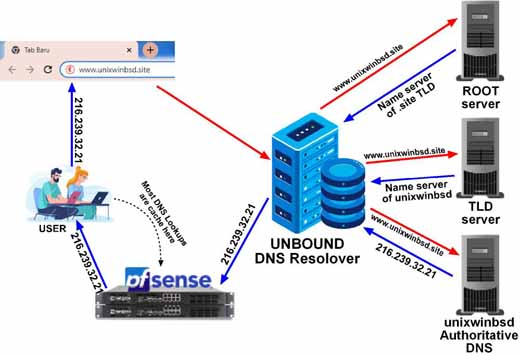 Tab Baru
www.unixwinbsd.site
www.unixwinbsd.site
Name server
of .site TLD
ROOT
server
216.239.32.21
www.unixwinbsd.site
Name server
of unixwinbsd
TLD
server
Most DNS Lookups
are cache here
USER
216.239.32.21
UNBOUND
DNS Resolover
216.239.32.21
www.unixwinbsd.site
216.239.32.21
pfsense
unixwinbsd
Authoritative
DNS